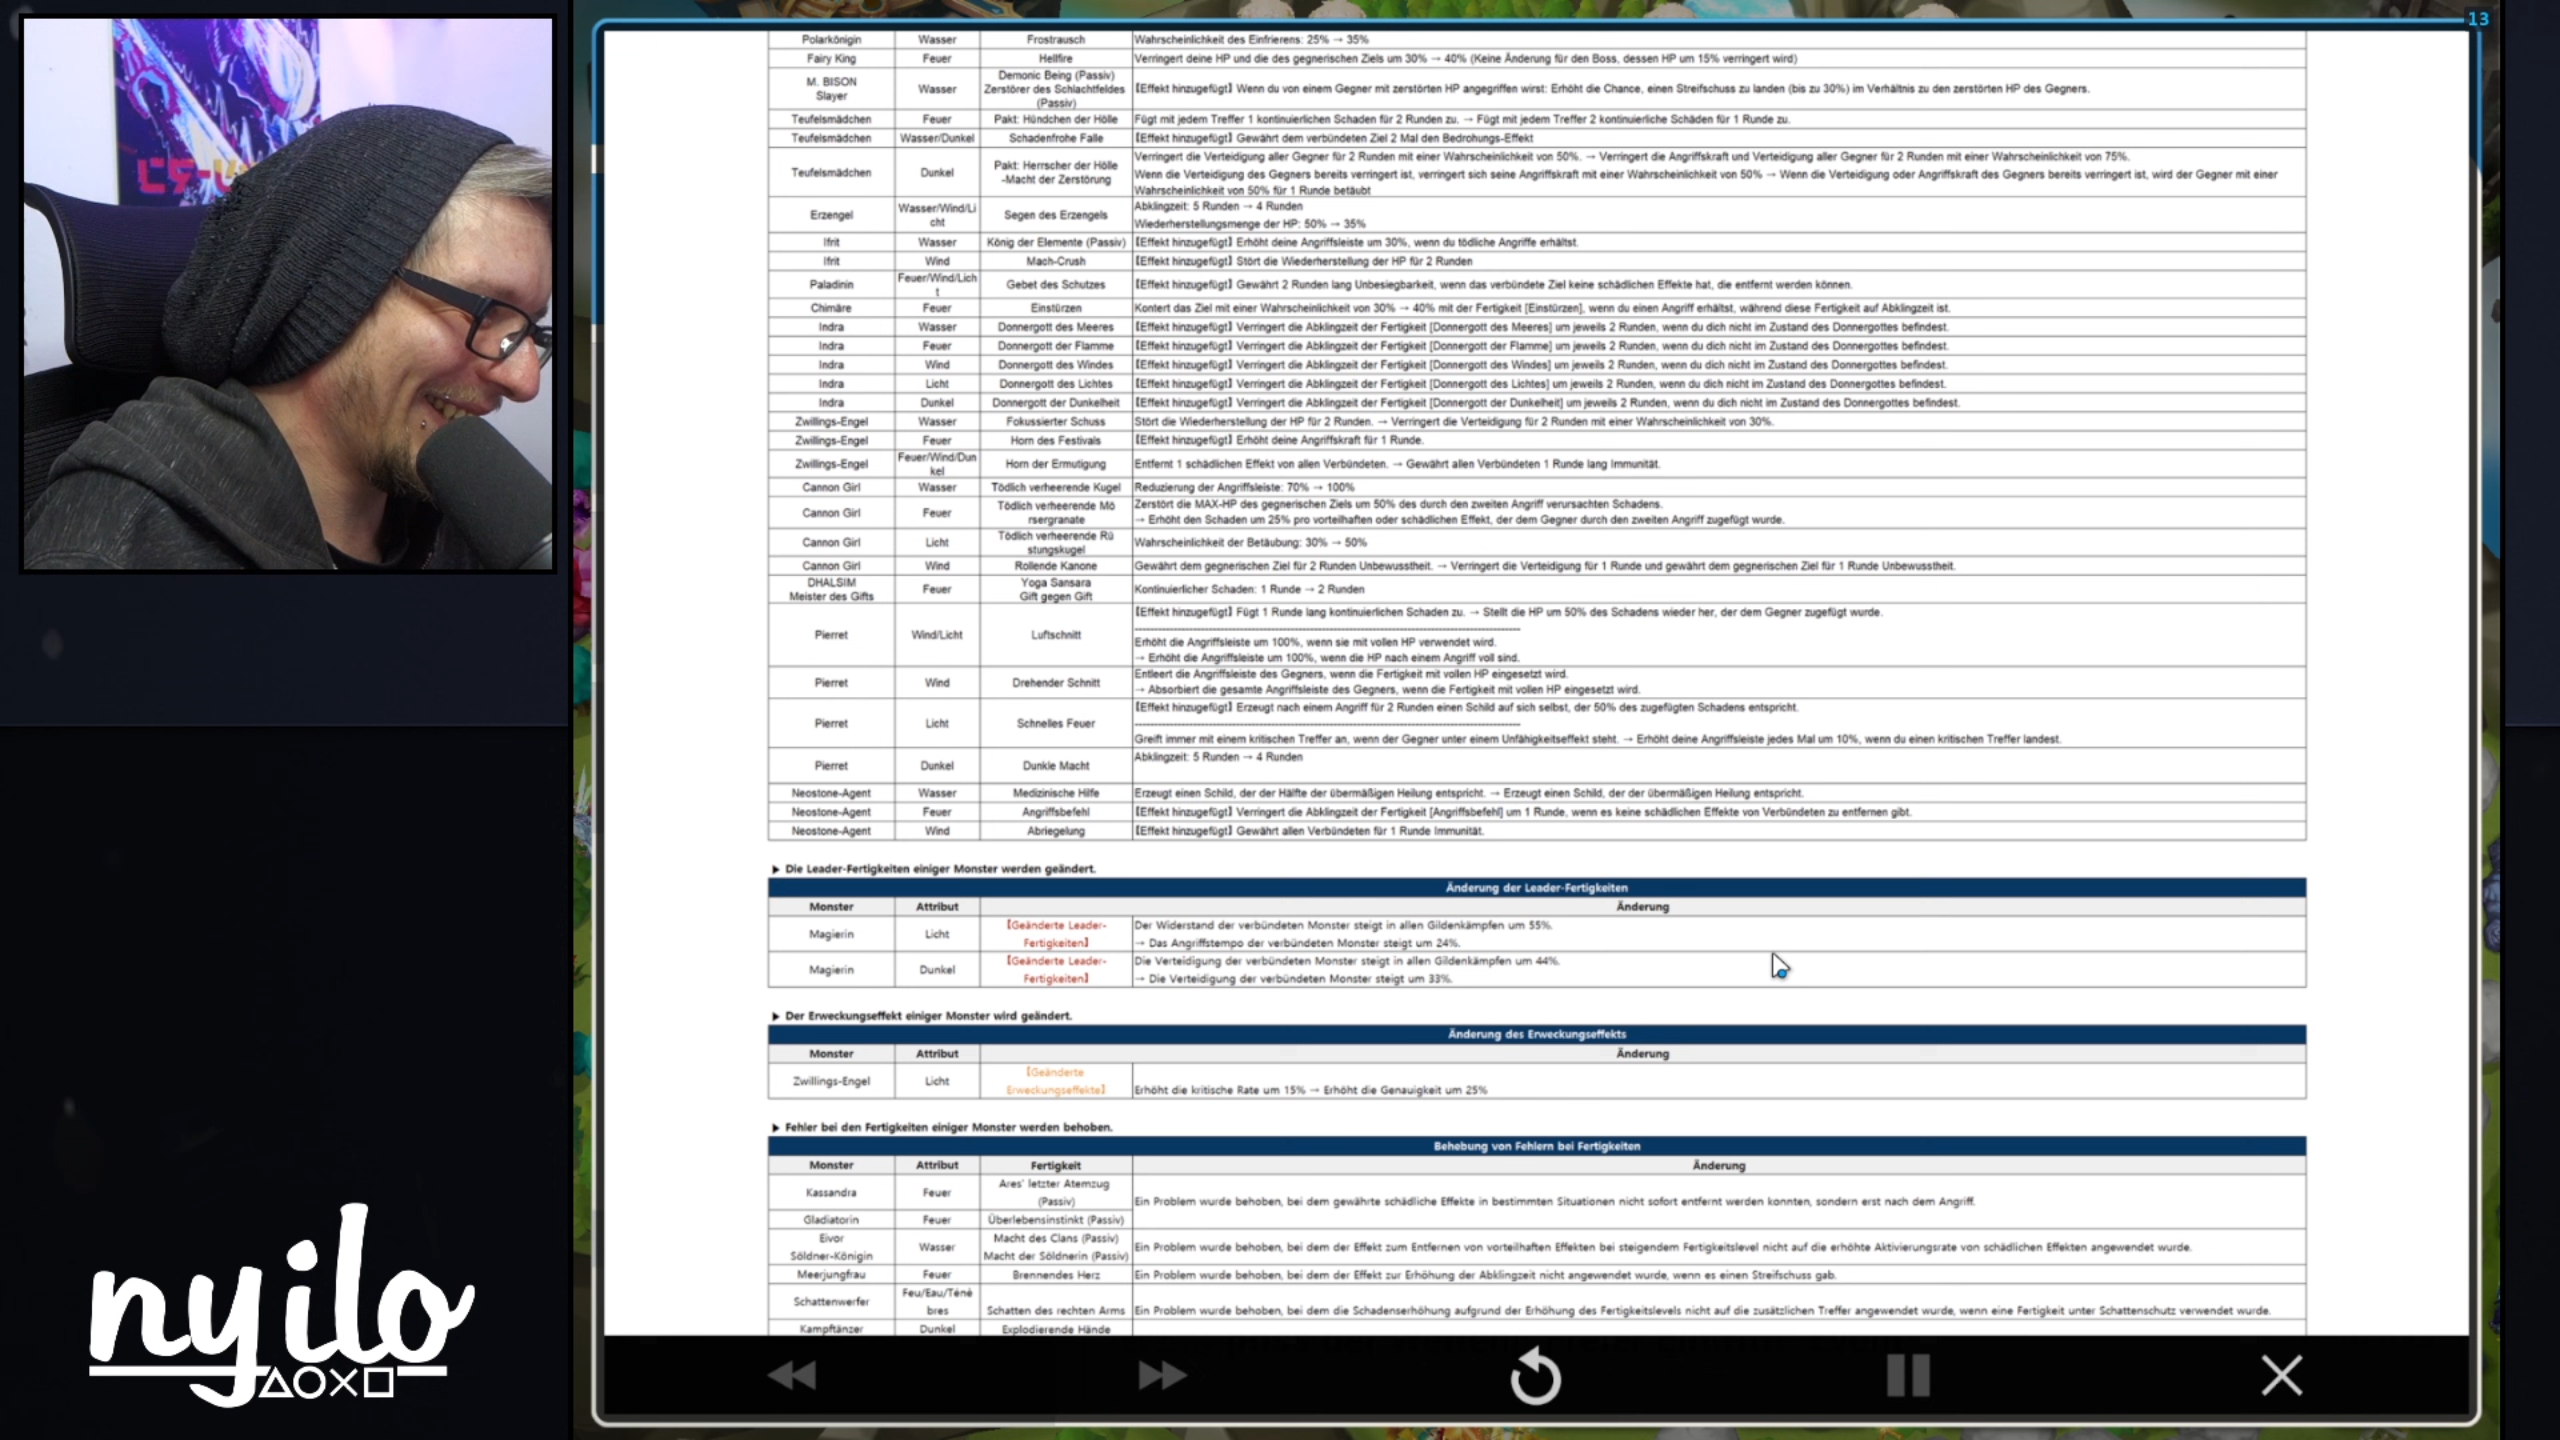 13
Polarkönigin Wasser Frostrausch Wahrscheinlichkeit des Einfrierens: 25% → 35%
Fairy King Feuer Hellfire Verringert deine HP und die des gegnerischen Ziels um 30% → 40% (Keine Änderung für den Boss, dessen HP um 15% verringert wird)
M. BISON
Slayer Wasser Demonic Being (Passiv)
Zerstörer des Schlachtfeldes
(Passiv) [Effekt hinzugefügt] Wenn du von einem Gegner mit zerstörten HP angegriffen wirst: Erhöht die Chance, einen Streifschuss zu landen (bis zu 30%) im Verhältnis zu den zerstörten HP des Gegners.
Teufelsmädchen Feuer Pakt: Hündchen der Hölle Fügt mit jedem Treffer 1 kontinuierlichen Schaden für 2 Runden zu. → Fügt mit jedem Treffer 2 kontinuierliche Schäden für 1 Runde zu.
Teufelsmädchen Wasser/Dunkel Schadenfrohe Falle [Effekt hinzugefügt] Gewährt dem verbündeten Ziel 2 Mal den Bedrohungs-Effekt
Teufelsmädchen Dunkel Pakt: Herrscher der Hölle
-Macht der Zerstörung Verringert die Verteidigung aller Gegner für 2 Runden mit einer Wahrscheinlichkeit von 50%. → Verringert die Angriffskraft und Verteidigung aller Gegner für 2 Runden mit einer Wahrscheinlichkeit von 75%.
Wenn die Verteidigung des Gegners bereits verringert ist, verringert sich seine Angriffskraft mit einer Wahrscheinlichkeit von 50% → Wenn die Verteidigung oder Angriffskraft des Gegners bereits verringert ist, wird der Gegner mit einer
Wahrscheinlichkeit von 50% für 1 Runde betäubt
Erzengel Wasser/Wind/Li
cht Segen des Erzengels Abklingzeit: 5 Runden → 4 Runden
Wiederherstellungsmenge der HP: 50% → 35%
Ifrit Wasser König der Elemente (Passiv) [Effekt hinzugefügt] Erhöht deine Angriffsleiste um 30%, wenn du tödliche Angriffe erhältst.
Ifrit Wind Mach-Crush [Effekt hinzugefügt] Stört die Wiederherstellung der HP für 2 Runden
Paladinin Feuer/Wind/Lich
t Gebet des Schutzes [Effekt hinzugefügt] Gewährt 2 Runden lang Unbesiegbarkeit, wenn das verbündete Ziel keine schädlichen Effekte hat, die entfernt werden können.
Chimäre Feuer Einstürzen Kontert das Ziel mit einer Wahrscheinlichkeit von 30% → 40% mit der Fertigkeit [Einstürzen], wenn du einen Angriff erhältst, während diese Fertigkeit auf Abklingzeit ist.
Indra Wasser Donnergott des Meeres [Effekt hinzugefügt] Verringert die Abklingzeit der Fertigkeit [Donnergott des Meeres] um jeweils 2 Runden, wenn du dich nicht im Zustand des Donnergottes befindest.
Indra Feuer Donnergott der Flamme [Effekt hinzugefügt] Verringert die Abklingzeit der Fertigkeit [Donnergott der Flamme] um jeweils 2 Runden, wenn du dich nicht im Zustand des Donnergottes befindest.
Indra Wind Donnergott des Windes [Effekt hinzugefügt] Verringert die Abklingzeit der Fertigkeit [Donnergott des Windes] um jeweils 2 Runden, wenn du dich nicht im Zustand des Donnergottes befindest.
Indra Licht Donnergott des Lichtes [Effekt hinzugefügt] Verringert die Abklingzeit der Fertigkeit [Donnergott des Lichtes] um jeweils 2 Runden, wenn du dich nicht im Zustand des Donnergottes befindest.
Indra Dunkel Donnergott der Dunkelheit [Effekt hinzugefügt] Verringert die Abklingzeit der Fertigkeit [Donnergott der Dunkelheit] um jeweils 2 Runden, wenn du dich nicht im Zustand des Donnergottes befindest.
Zwillings-Engel Wasser Fokussierter Schuss Stört die Wiederherstellung der HP für 2 Runden. → Verringert die Verteidigung für 2 Runden mit einer Wahrscheinlichkeit von 30%.
Zwillings-Engel Feuer Horn des Festivals [Effekt hinzugefügt] Erhöht deine Angriffskraft für 1 Runde.
Zwillings-Engel Feuer/Wind/Dun
kel Horn der Ermutigung Entfernt 1 schädlichen Effekt von allen Verbündeten. → Gewährt allen Verbündeten 1 Runde lang Immunität.
Cannon Girl Wasser Tödlich verheerende Kugel Reduzierung der Angriffsleiste: 70% → 100%
Cannon Girl Feuer Tödlich verheerende Mö
rsergranate Zerstört die MAX-HP des gegnerischen Ziels um 50% des durch den zweiten Angriff verursachten Schadens.
→ Erhöht den Schaden um 25% pro vorteilhaften oder schädlichen Effekt, der dem Gegner durch den zweiten Angriff zugefügt wurde.
Cannon Girl Licht Tödlich verheerende Rü
stungskugel Wahrscheinlichkeit der Betäubung: 30% → 50%
Cannon Girl Wind Rollende Kanone Gewährt dem gegnerischen Ziel für 2 Runden Unbewusstheit. → Verringert die Verteidigung für 1 Runde und gewährt dem gegnerischen Ziel für 1 Runde Unbewusstheit.
DHALSIM
Meister des Gifts Feuer Yoga Sansara
Gift gegen Gift Kontinuierlicher Schaden: 1 Runde → 2 Runden
Pierret Wind/Licht Luftschnitt [Effekt hinzugefügt] Fügt 1 Runde lang kontinuierlichen Schaden zu. → Stellt die HP um 50% des Schadens wieder her, der dem Gegner zugefügt wurde.
Erhöht die Angriffsleiste um 100%, wenn sie mit vollen HP verwendet wird.
→ Erhöht die Angriffsleiste um 100%, wenn die HP nach einem Angriff voll sind.
Pierret Wind Drehender Schnitt Entleert die Angriffsleiste des Gegners, wenn die Fertigkeit mit vollen HP eingesetzt wird.
→ Absorbiert die gesamte Angriffsleiste des Gegners, wenn die Fertigkeit mit vollen HP eingesetzt wird.
Pierret Licht Schnelles Feuer [Effekt hinzugefügt] Erzeugt nach einem Angriff für 2 Runden einen Schild auf sich selbst, der 50% des zugefügten Schadens entspricht.
Greift immer mit einem kritischen Treffer an, wenn der Gegner unter einem Unfähigkeitseffekt steht. → Erhöht deine Angriffsleiste jedes Mal um 10%, wenn du einen kritischen Treffer landest.
Pierret Dunkel Dunkle Macht Abklingzeit: 5 Runden → 4 Runden
Neostone-Agent Wasser Medizinische Hilfe Erzeugt einen Schild, der der Hälfte der übermäßigen Heilung entspricht. → Erzeugt einen Schild, der der übermäßigen Heilung entspricht.
Neostone-Agent Feuer Angriffsbefehl [Effekt hinzugefügt] Verringert die Abklingzeit der Fertigkeit [Angriffsbefehl] um 1 Runde, wenn es keine schädlichen Effekte von Verbündeten zu entfernen gibt.
Neostone-Agent Wind Abriegelung [Effekt hinzugefügt] Gewährt allen Verbündeten für 1 Runde Immunität.
▶ Die Leader-Fertigkeiten einiger Monster werden geändert.
Änderung der Leader-Fertigkeiten
Monster Attribut Änderung
Magierin Licht [Geänderte Leader-
Fertigkeiten] Der Widerstand der verbündeten Monster steigt in allen Gildenkämpfen um 55%.
→ Das Angriffstempo der verbündeten Monster steigt um 24%.
Magierin Dunkel [Geänderte Leader-
Fertigkeiten] Die Verteidigung der verbündeten Monster steigt in allen Gildenkämpfen um 44%.
→ Die Verteidigung der verbündeten Monster steigt um 33%.
▶ Der Erweckungseffekt einiger Monster wird geändert.
Änderung des Erweckungseffekts
Monster Attribut Änderung
Zwillings-Engel Licht [Geänderte
Erweckungseffekte] Erhöht die kritische Rate um 15% → Erhöht die Genauigkeit um 25%
▶ Fehler bei den Fertigkeiten einiger Monster werden behoben.
Behebung von Fehlern bei Fertigkeiten
Monster Attribut Fertigkeit Änderung
Kassandra Feuer Ares' letzter Atemzug
(Passiv) Ein Problem wurde behoben, bei dem gewährte schädliche Effekte in bestimmten Situationen nicht sofort entfernt werden konnten, sondern erst nach dem Angriff.
Gladiatorin Feuer Überlebensinstinkt (Passiv)
Eivor
Söldner-Königin Wasser Macht des Clans (Passiv)
Macht der Söldnerin (Passiv) Ein Problem wurde behoben, bei dem der Effekt zum Entfernen von vorteilhaften Effekten bei steigendem Fertigkeitslevel nicht auf die erhöhte Aktivierungsrate von schädlichen Effekten angewendet wurde.
Meerjungfrau Feuer Brennendes Herz Ein Problem wurde behoben, bei dem der Effekt zur Erhöhung der Abklingzeit nicht angewendet wurde, wenn es einen Streifschuss gab.
Schattenwerfer Feu/Eau/Ténè
bres Schatten des rechten Arms Ein Problem wurde behoben, bei dem die Schadenserhöhung aufgrund der Erhöhung des Fertigkeitslevels nicht auf die zusätzlichen Treffer angewendet wurde, wenn eine Fertigkeit unter Schattenschutz verwendet wurde.
Kampftänzer Dunkel Explodierende Hände
nyilo